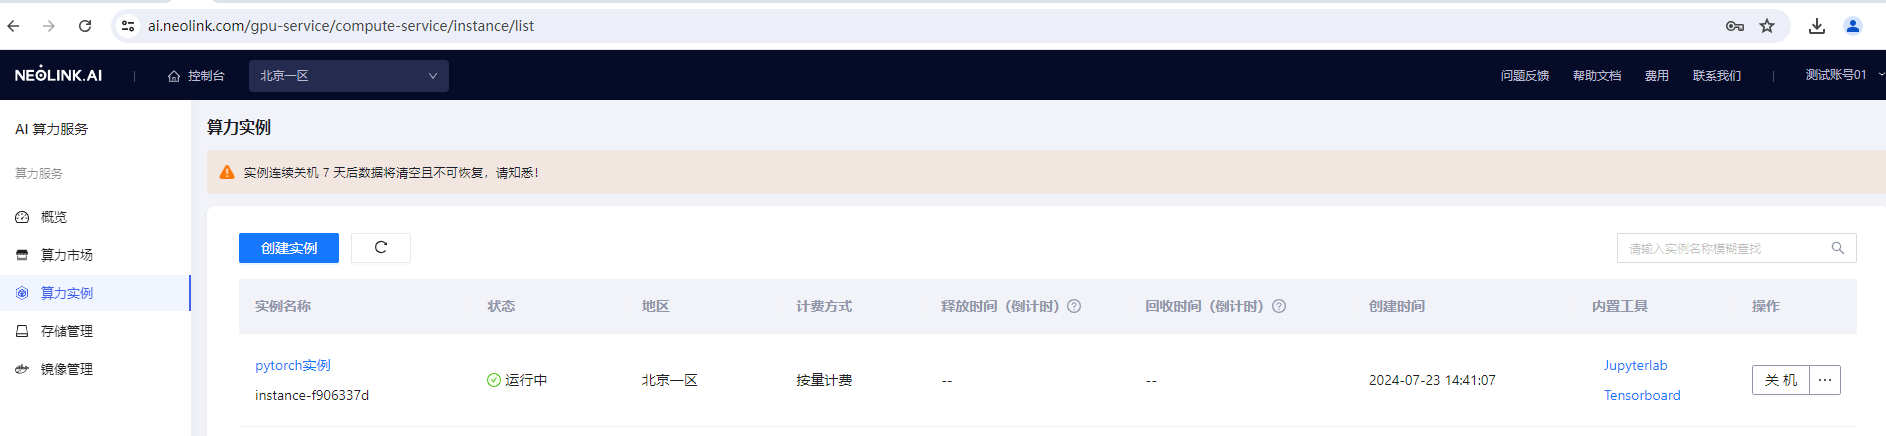 ai.neolink.com/gpu-service/compute-service/instance/list
NEOLINK.AI
控制台
北京一区
问题反馈
帮助文档
费用
联系我们
测试账号01
AI 算力服务
算力服务
概览
算力市场
算力实例
存储管理
镜像管理
算力实例
实例连续关机 7 天后数据将清空且不可恢复，请知悉！
创建实例
请输入实例名称模糊查找
实例名称 状态 地区 计费方式 释放时间（倒计时） 回收时间（倒计时） 创建时间 内置工具 操作
pytorch实例
instance-f906337d
运行中
北京一区
按量计费
--
--
2024-07-23 14:41:07
Jupyterlab
Tensorboard
关 机
···